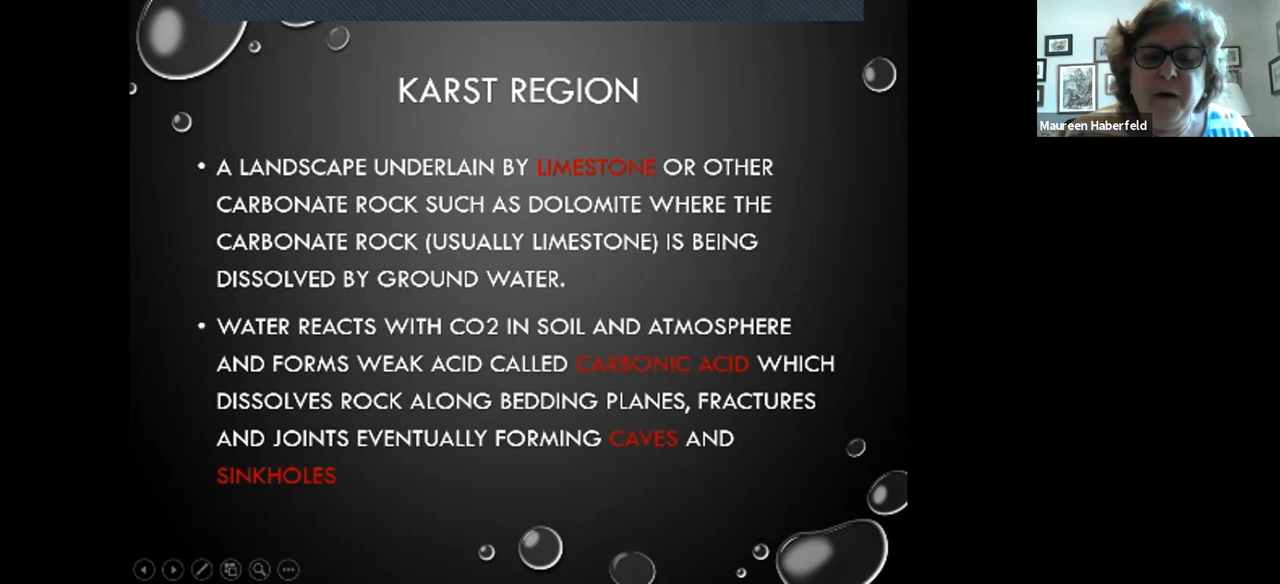 KARST REGION
• A LANDSCAPE UNDERLAIN BY LIMESTONE OR OTHER
CARBONATE ROCK SUCH AS DOLOMITE WHERE THE
CARBONATE ROCK (USUALLY LIMESTONE) IS BEING
DISSOLVED BY GROUND WATER.
• WATER REACTS WITH CO2 IN SOIL AND ATMOSPHERE
AND FORMS WEAK ACID CALLED CARBONIC ACID WHICH
DISSOLVES ROCK ALONG BEDDING PLANES, FRACTURES
AND JOINTS EVENTUALLY FORMING CAVES AND
SINKHOLES
Maureen Haberfeld